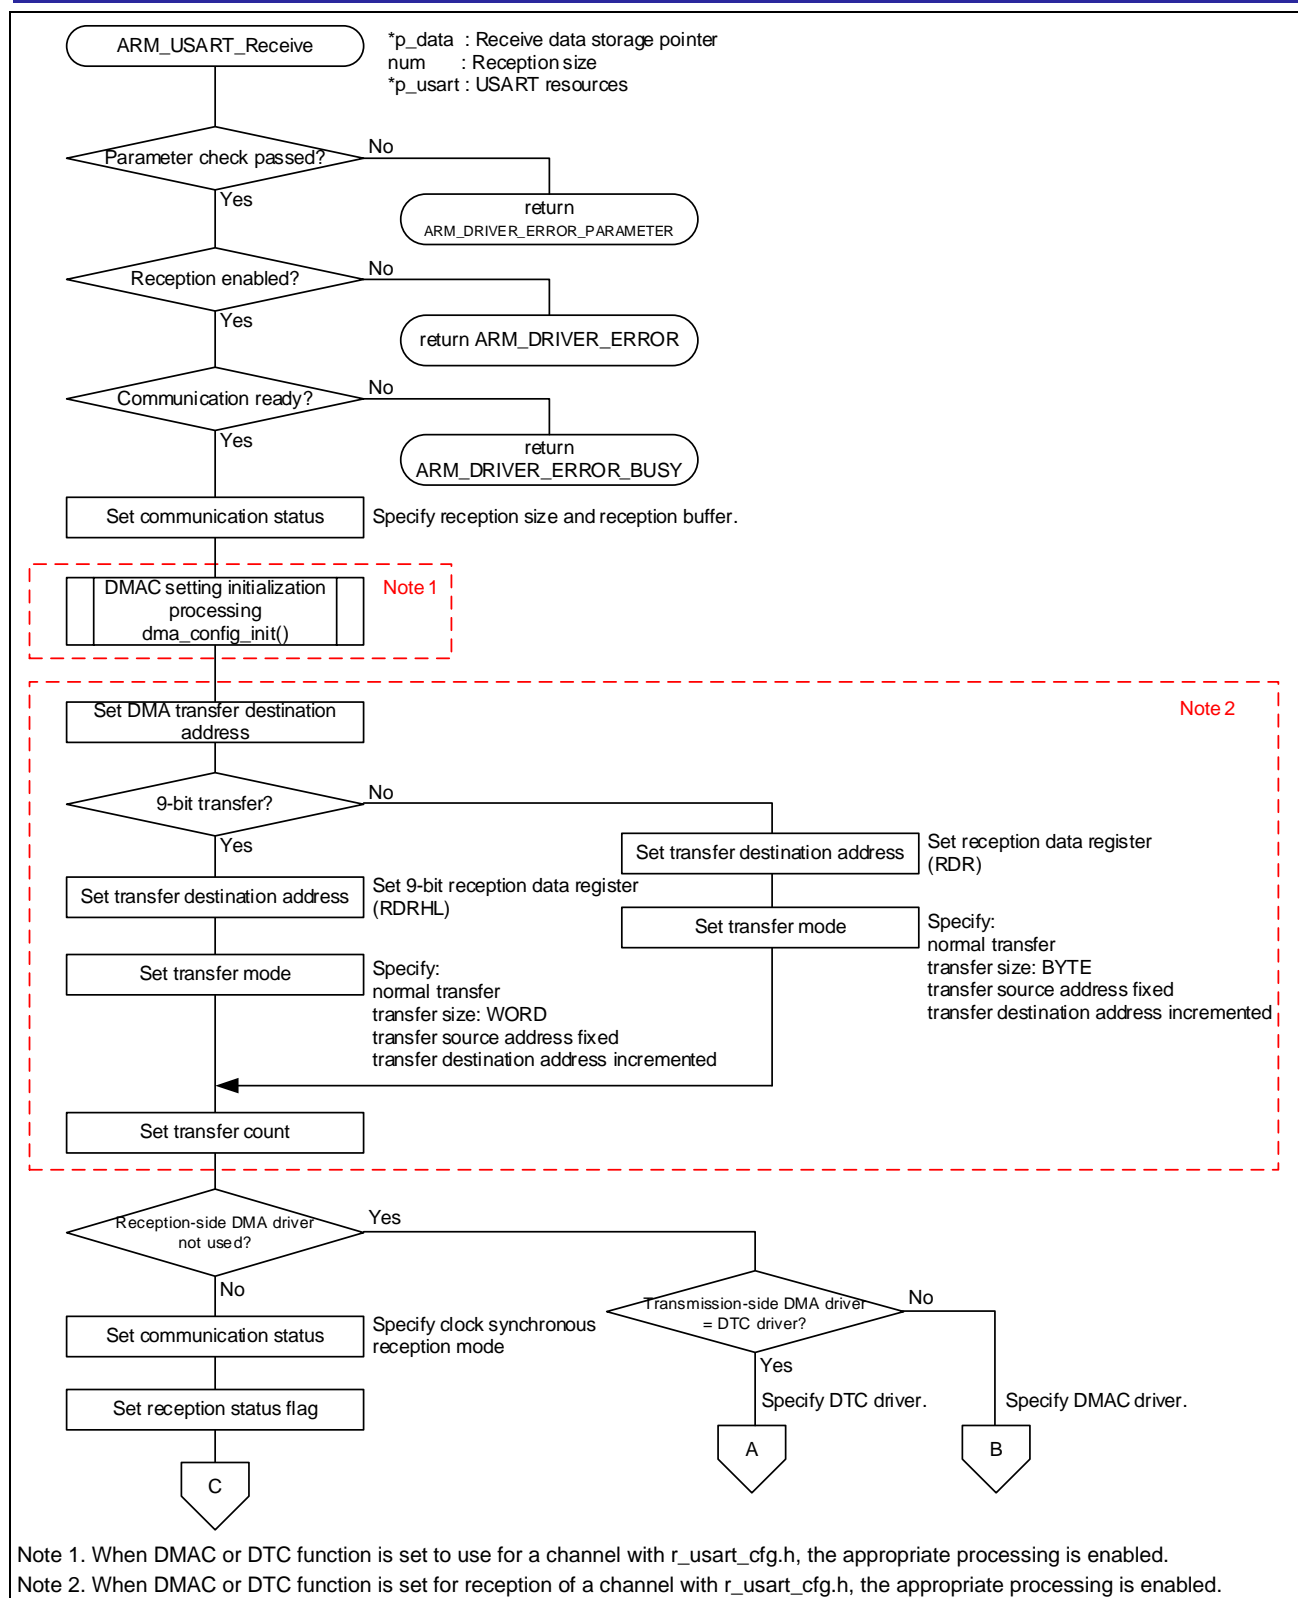 ARM_USART_Receive
*p_data : Receive data storage pointer
num : Reception size
*p_usart : USART resources
Parameter check passed?
No
Yes
return
ARM_DRIVER_ERROR_PARAMETER
Reception enabled?
No
Yes
return ARM_DRIVER_ERROR
Communication ready?
No
Yes
return
ARM_DRIVER_ERROR_BUSY
Set communication status
Specify reception size and reception buffer.
DMAC setting initialization
processing
dma_config_init()
Note 1
Set DMA transfer destination
address
Note 2
9-bit transfer?
No
Yes
Set transfer destination address
Set reception data register
(RDR)
Set transfer destination address
Set 9-bit reception data register
(RDRHL)
Set transfer mode
Specify:
normal transfer
transfer size: BYTE
transfer source address fixed
transfer destination address incremented
Set transfer mode
Specify:
normal transfer
transfer size: WORD
transfer source address fixed
transfer destination address incremented
Set transfer count
Reception-side DMA driver
not used?
Yes
No
Transmission-side DMA driver
= DTC driver?
No
Yes
Set communication status
Specify clock synchronous
reception mode
Set reception status flag
Specify DTC driver.
Specify DMAC driver.
A
B
C
Note 1. When DMAC or DTC function is set to use for a channel with r_usart_cfg.h, the appropriate processing is enabled.
Note 2. When DMAC or DTC function is set for reception of a channel with r_usart_cfg.h, the appropriate processing is enabled.